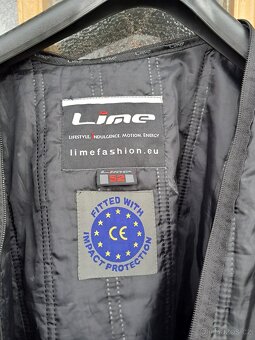 Lime
LIFESTYLE, INDULGENCE, MOTION, ENERGY
limefashion.eu
FITTED WITH
CE
IMPACT PROTECTION